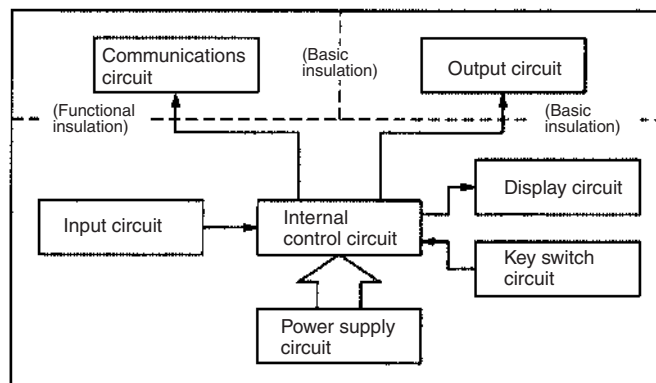 Communications
circuit
(Basic
insulation)
Output circuit
(Functional
insulation)
(Basic
insulation)
Input circuit
Internal
control circuit
Display circuit
Key switch
circuit
Power supply
circuit